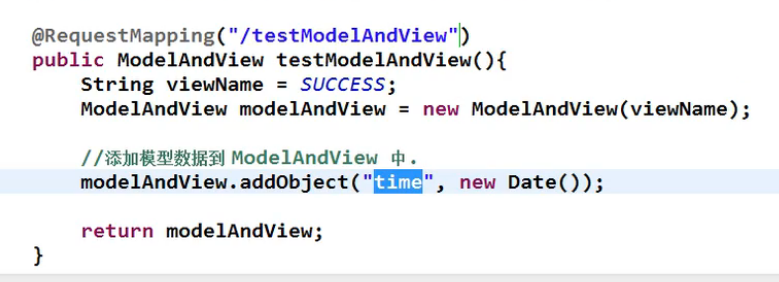 @RequestMapping("/testModelAndView")
public ModelAndView testModelAndView(){
String viewName = SUCCESS;
ModelAndView modelAndView = new ModelAndView(viewName);
//添加模型数据到 ModelAndView 中.
modelAndView.addObject("time", new Date());
return modelAndView;
}